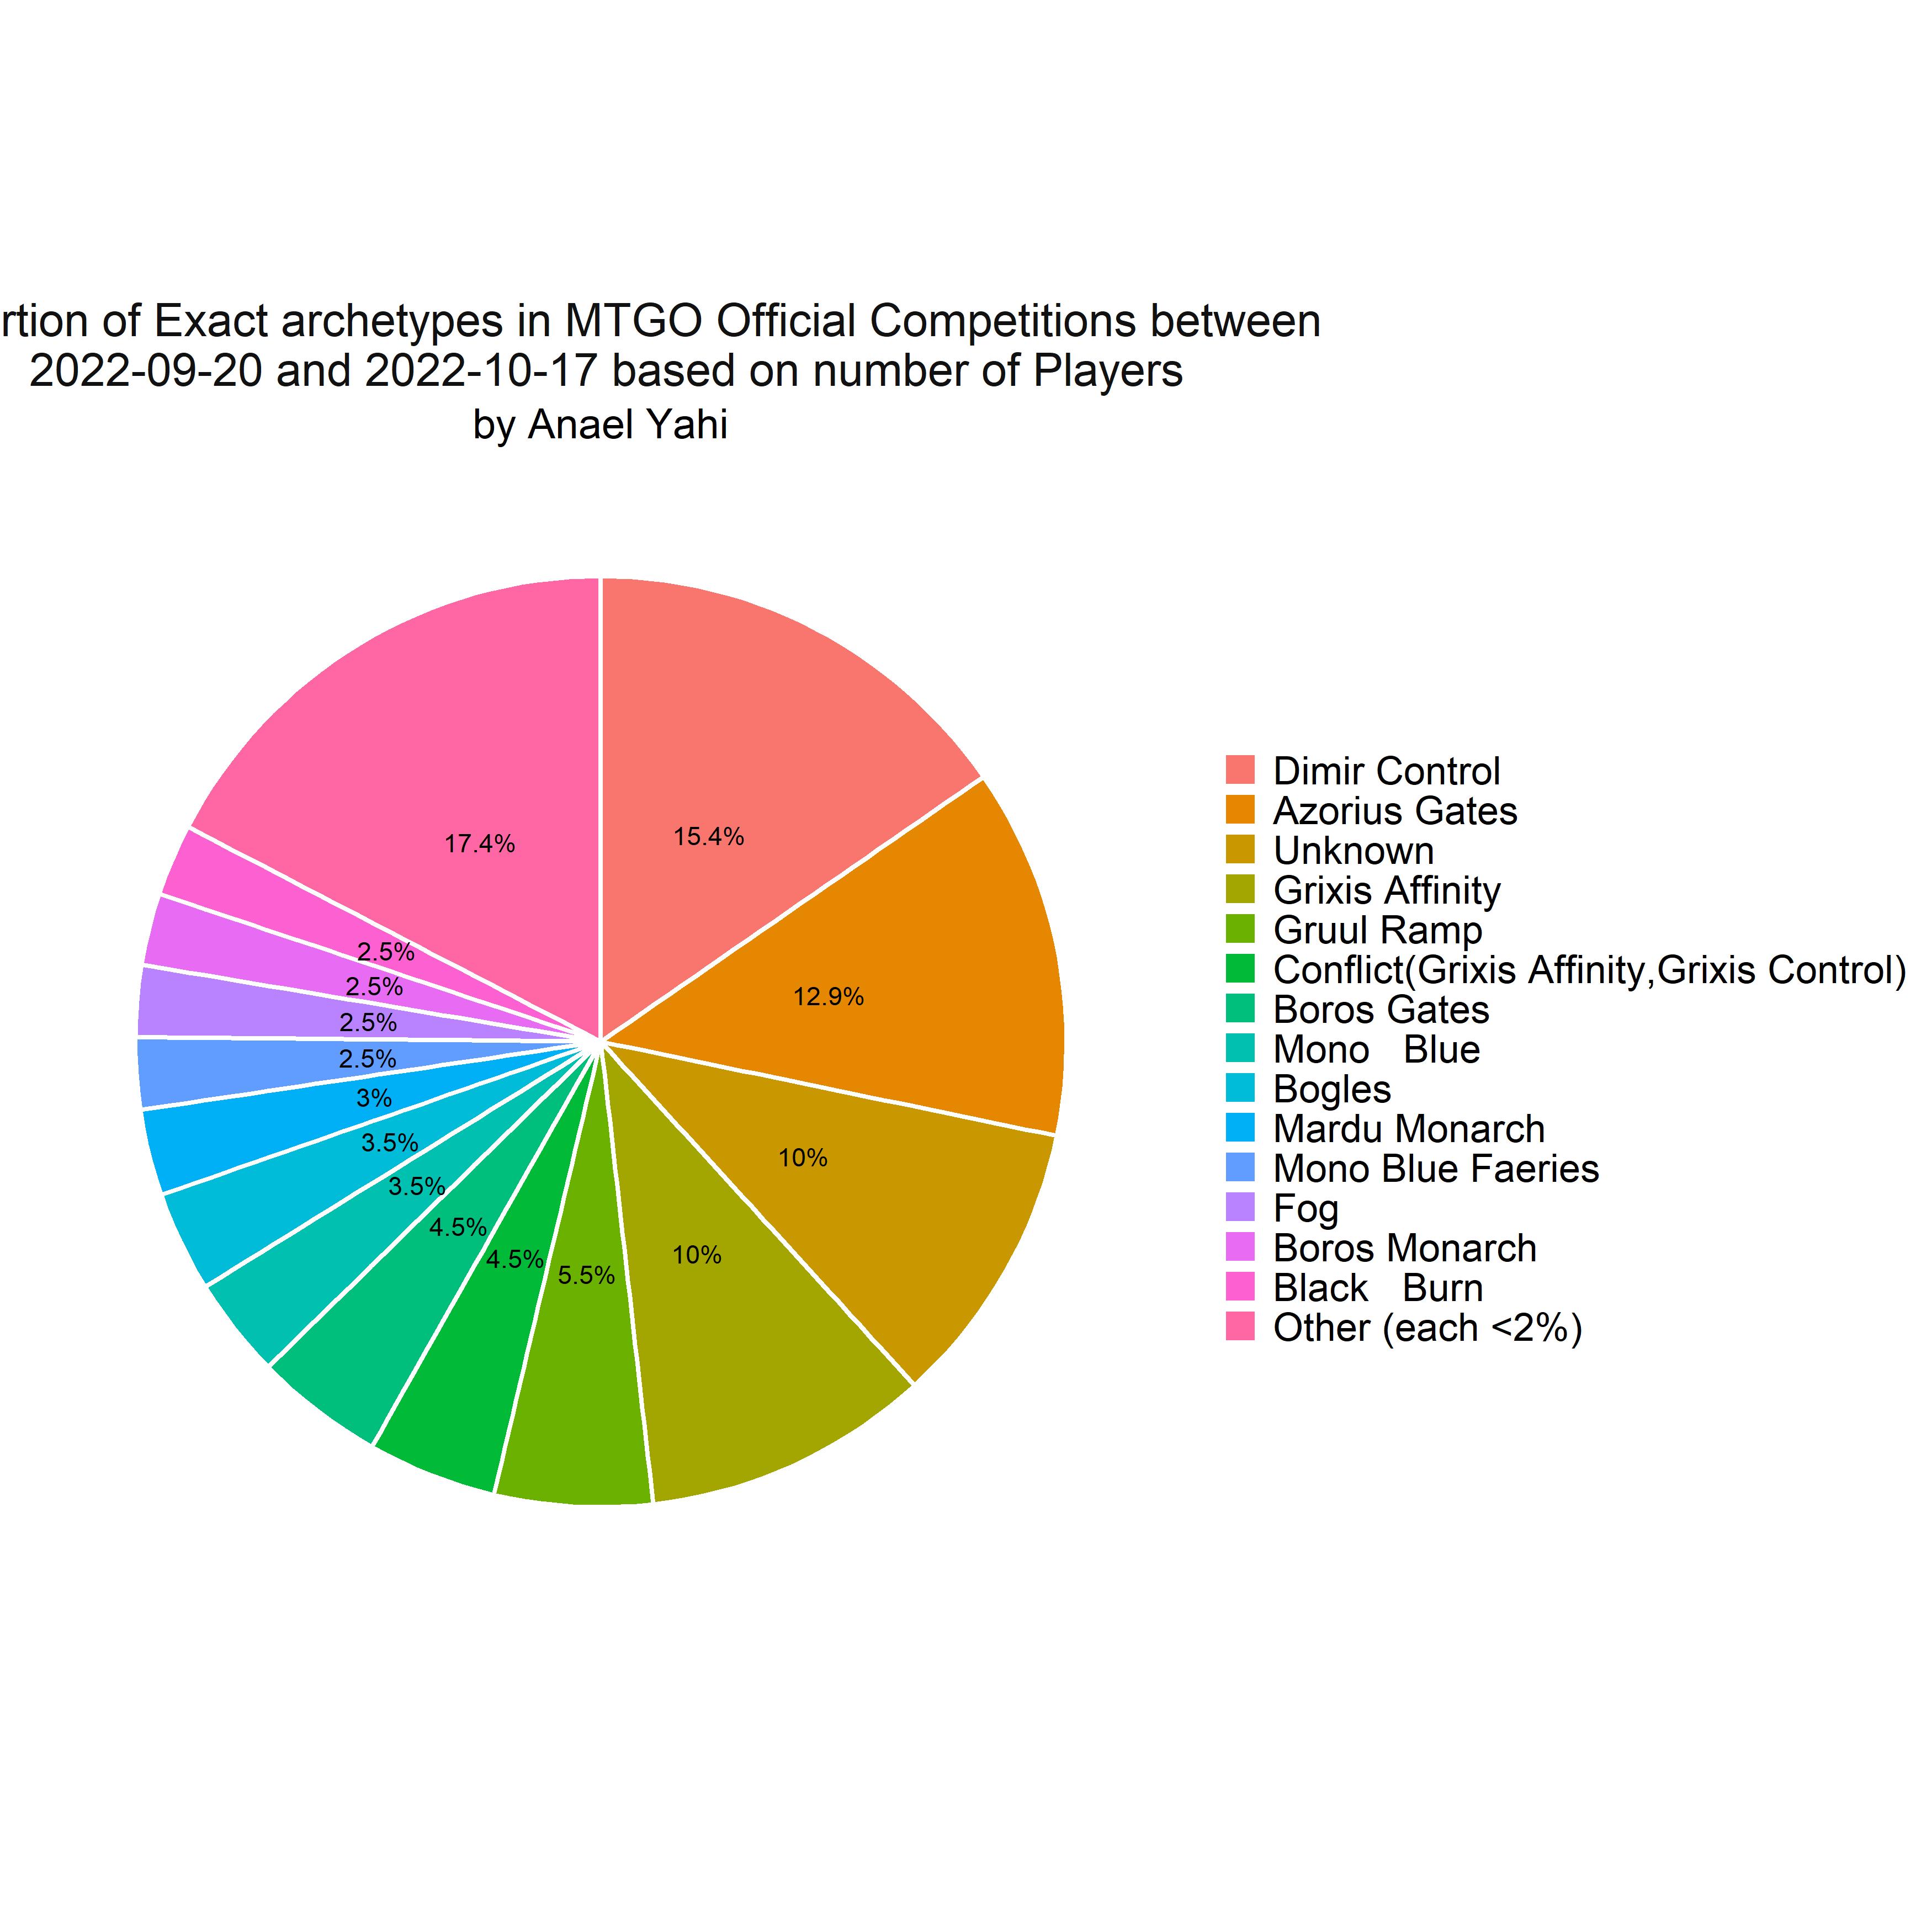 rtion of Exact archetypes in MTGO Official Competitions between
2022-09-20 and 2022-10-17 based on number of Players
by Anael Yahi
17.4%
15.4%
12.9%
10%
10%
5.5%
4.5%
4.5%
3.5%
3.5%
3%
2.5%
2.5%
2.5%
2.5%
Dimir Control
Azorius Gates
Unknown
Grixis Affinity
Gruul Ramp
Conflict(Grixis Affinity,Grixis Control)
Boros Gates
Mono   Blue
Bogles
Mardu Monarch
Mono Blue Faeries
Fog
Boros Monarch
Black   Burn
Other (each <2%)